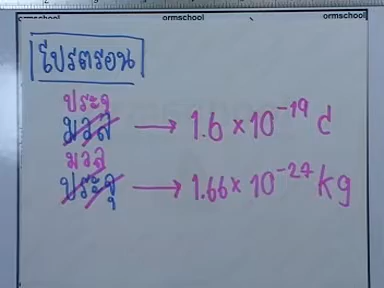 ormschool ormschool ormschool
โปรตรอน
ประจุ
มวล → 1.6 × 10⁻¹⁹ C
มวล
ประจุ → 1.66 × 10⁻²⁷ kg